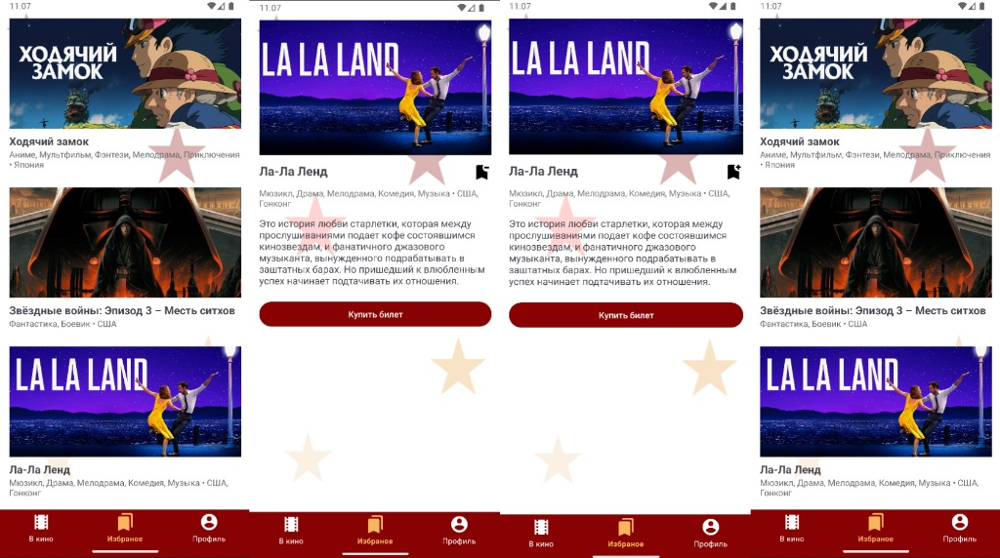 11:07
ХОДЯЧИЙ
ЗАМОК
Ходячий замок
Аниме, Мультфильм, Фэнтези, Мелодрама, Приключения
• Япония
Звёздные войны: Эпизод 3 – Месть ситхов
Фантастика, Боевик • США
LA LA LAND
Ла-Ла Ленд
Мюзикл, Драма, Мелодрама, Комедия, Музыка • США,
Гонконг
В кино
Избраное
Профиль
11:07
LA LA LAND
Ла-Ла Ленд
Мюзикл, Драма, Мелодрама, Комедия, Музыка • США,
Гонконг
Это история любви старлетки, которая между
прослушиваниями подает кофе состоявшимся
кинозвездам, и фанатичного джазового
музыканта, вынужденного подрабатывать в
заштатных барах. Но пришедший к влюбленным
успех начинает подтачивать их отношения.
Купить билет
В кино
Избраное
Профиль
11:07
LA LA LAND
Ла-Ла Ленд
Мюзикл, Драма, Мелодрама, Комедия, Музыка • США,
Гонконг
Это история любви старлетки, которая между
прослушиваниями подает кофе состоявшимся
кинозвездам, и фанатичного джазового
музыканта, вынужденного подрабатывать в
заштатных барах. Но пришедший к влюбленным
успех начинает подтачивать их отношения.
Купить билет
В кино
Избраное
Профиль
11:07
ХОДЯЧИЙ
ЗАМОК
Ходячий замок
Аниме, Мультфильм, Фэнтези, Мелодрама, Приключения
• Япония
Звёздные войны: Эпизод 3 – Месть ситхов
Фантастика, Боевик • США
LA LA LAND
Ла-Ла Ленд
Мюзикл, Драма, Мелодрама, Комедия, Музыка • США,
Гонконг
В кино
Избраное
Профиль